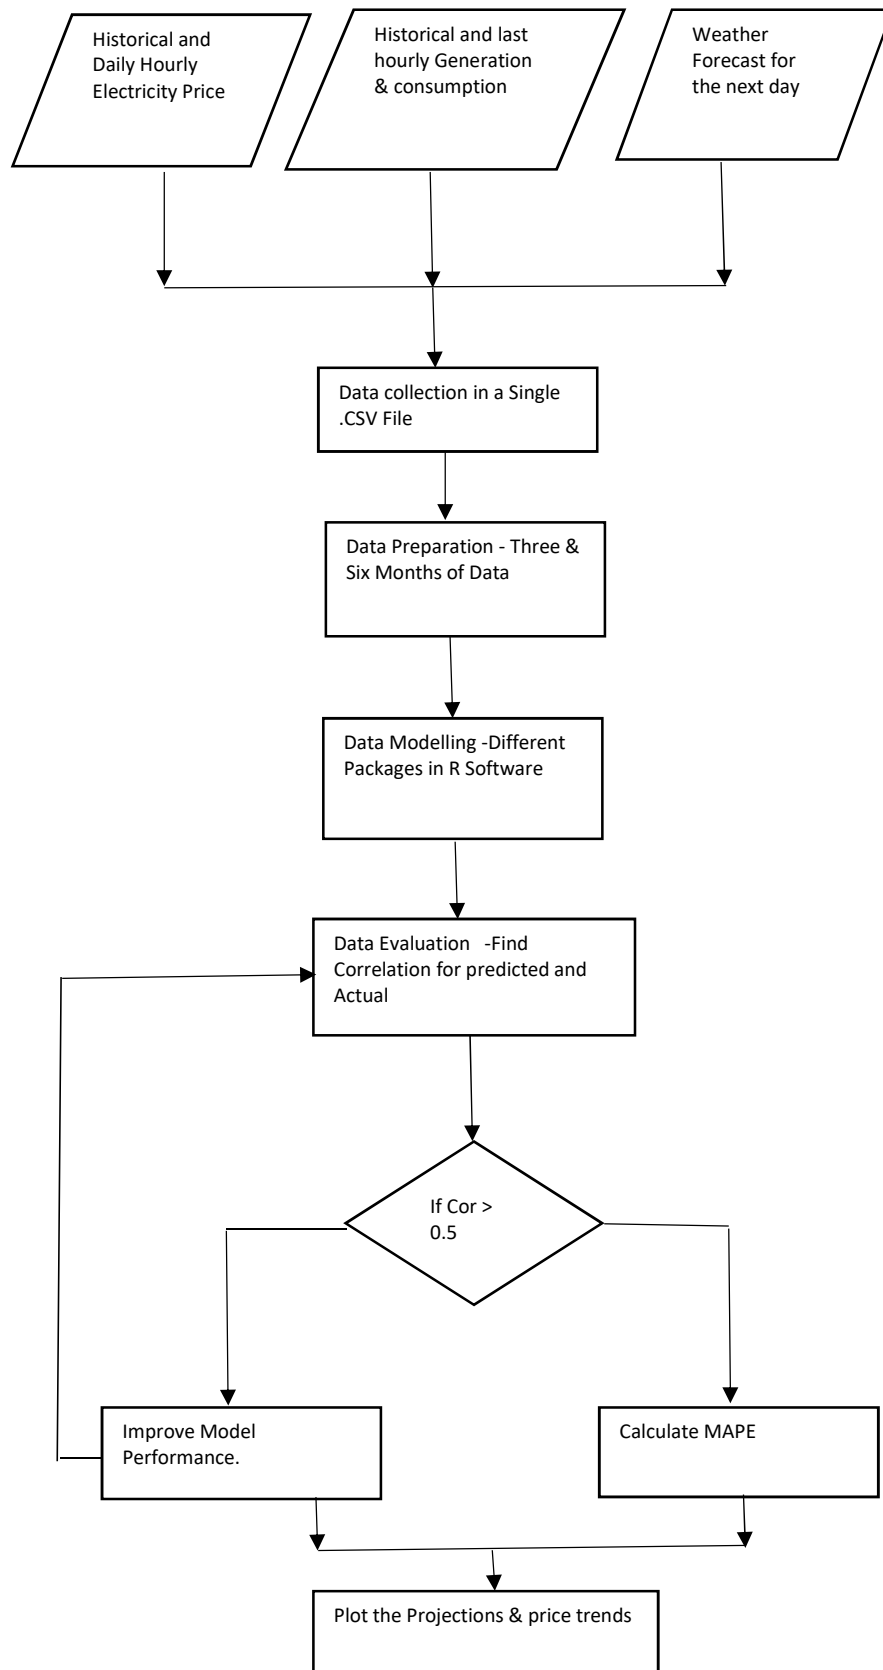 Historical and
Daily Hourly
Electricity Price
Historical and last
hourly Generation
& consumption
Weather
Forecast for
the next day
Data collection in a Single
.CSV File
Data Preparation - Three &
Six Months of Data
Data Modelling -Different
Packages in R Software
Data Evaluation   -Find
Correlation for predicted and
Actual
If Cor >
0.5
Improve Model
Performance.
Calculate MAPE
Plot the Projections & price trends